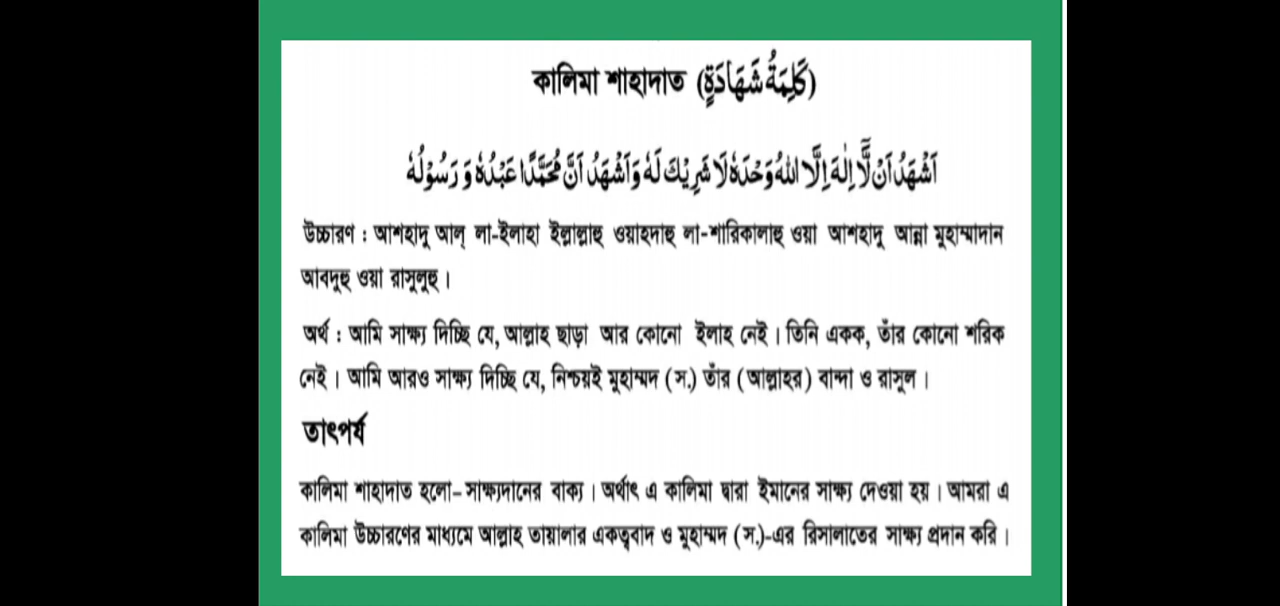 কালিমা শাহাদাত (كَلِمَةُ شَهَادَةٍ)
اَشْهَدُ اَنْ لَّآ اِلٰهَ اِلَّا اللهُ وَحْدَهٗ لَا شَرِيْكَ لَهٗ وَاَشْهَدُ اَنَّ مُحَمَّدًا عَبْدُهٗ وَ رَسُوْلُهٗ
উচ্চারণ : আশহাদু আল্ লা-ইলাহা ইল্লাল্লাহু ওয়াহদাহু লা-শারিকালাহু ওয়া আশহাদু আন্না মুহাম্মাদান
আবদুহু ওয়া রাসুলুহু।
অর্থ : আমি সাক্ষ্য দিচ্ছি যে, আল্লাহ ছাড়া আর কোনো ইলাহ নেই। তিনি একক, তাঁর কোনো শরিক
নেই। আমি আরও সাক্ষ্য দিচ্ছি যে, নিশ্চয়ই মুহাম্মদ (স.) তাঁর (আল্লাহর) বান্দা ও রাসুল।
তাৎপর্য
কালিমা শাহাদাত হলো–সাক্ষ্যদানের বাক্য। অর্থাৎ এ কালিমা দ্বারা ইমানের সাক্ষ্য দেওয়া হয়। আমরা এ
কালিমা উচ্চারণের মাধ্যমে আল্লাহ তায়ালার একত্ববাদ ও মুহাম্মদ (স.)-এর রিসালাতের সাক্ষ্য প্রদান করি।